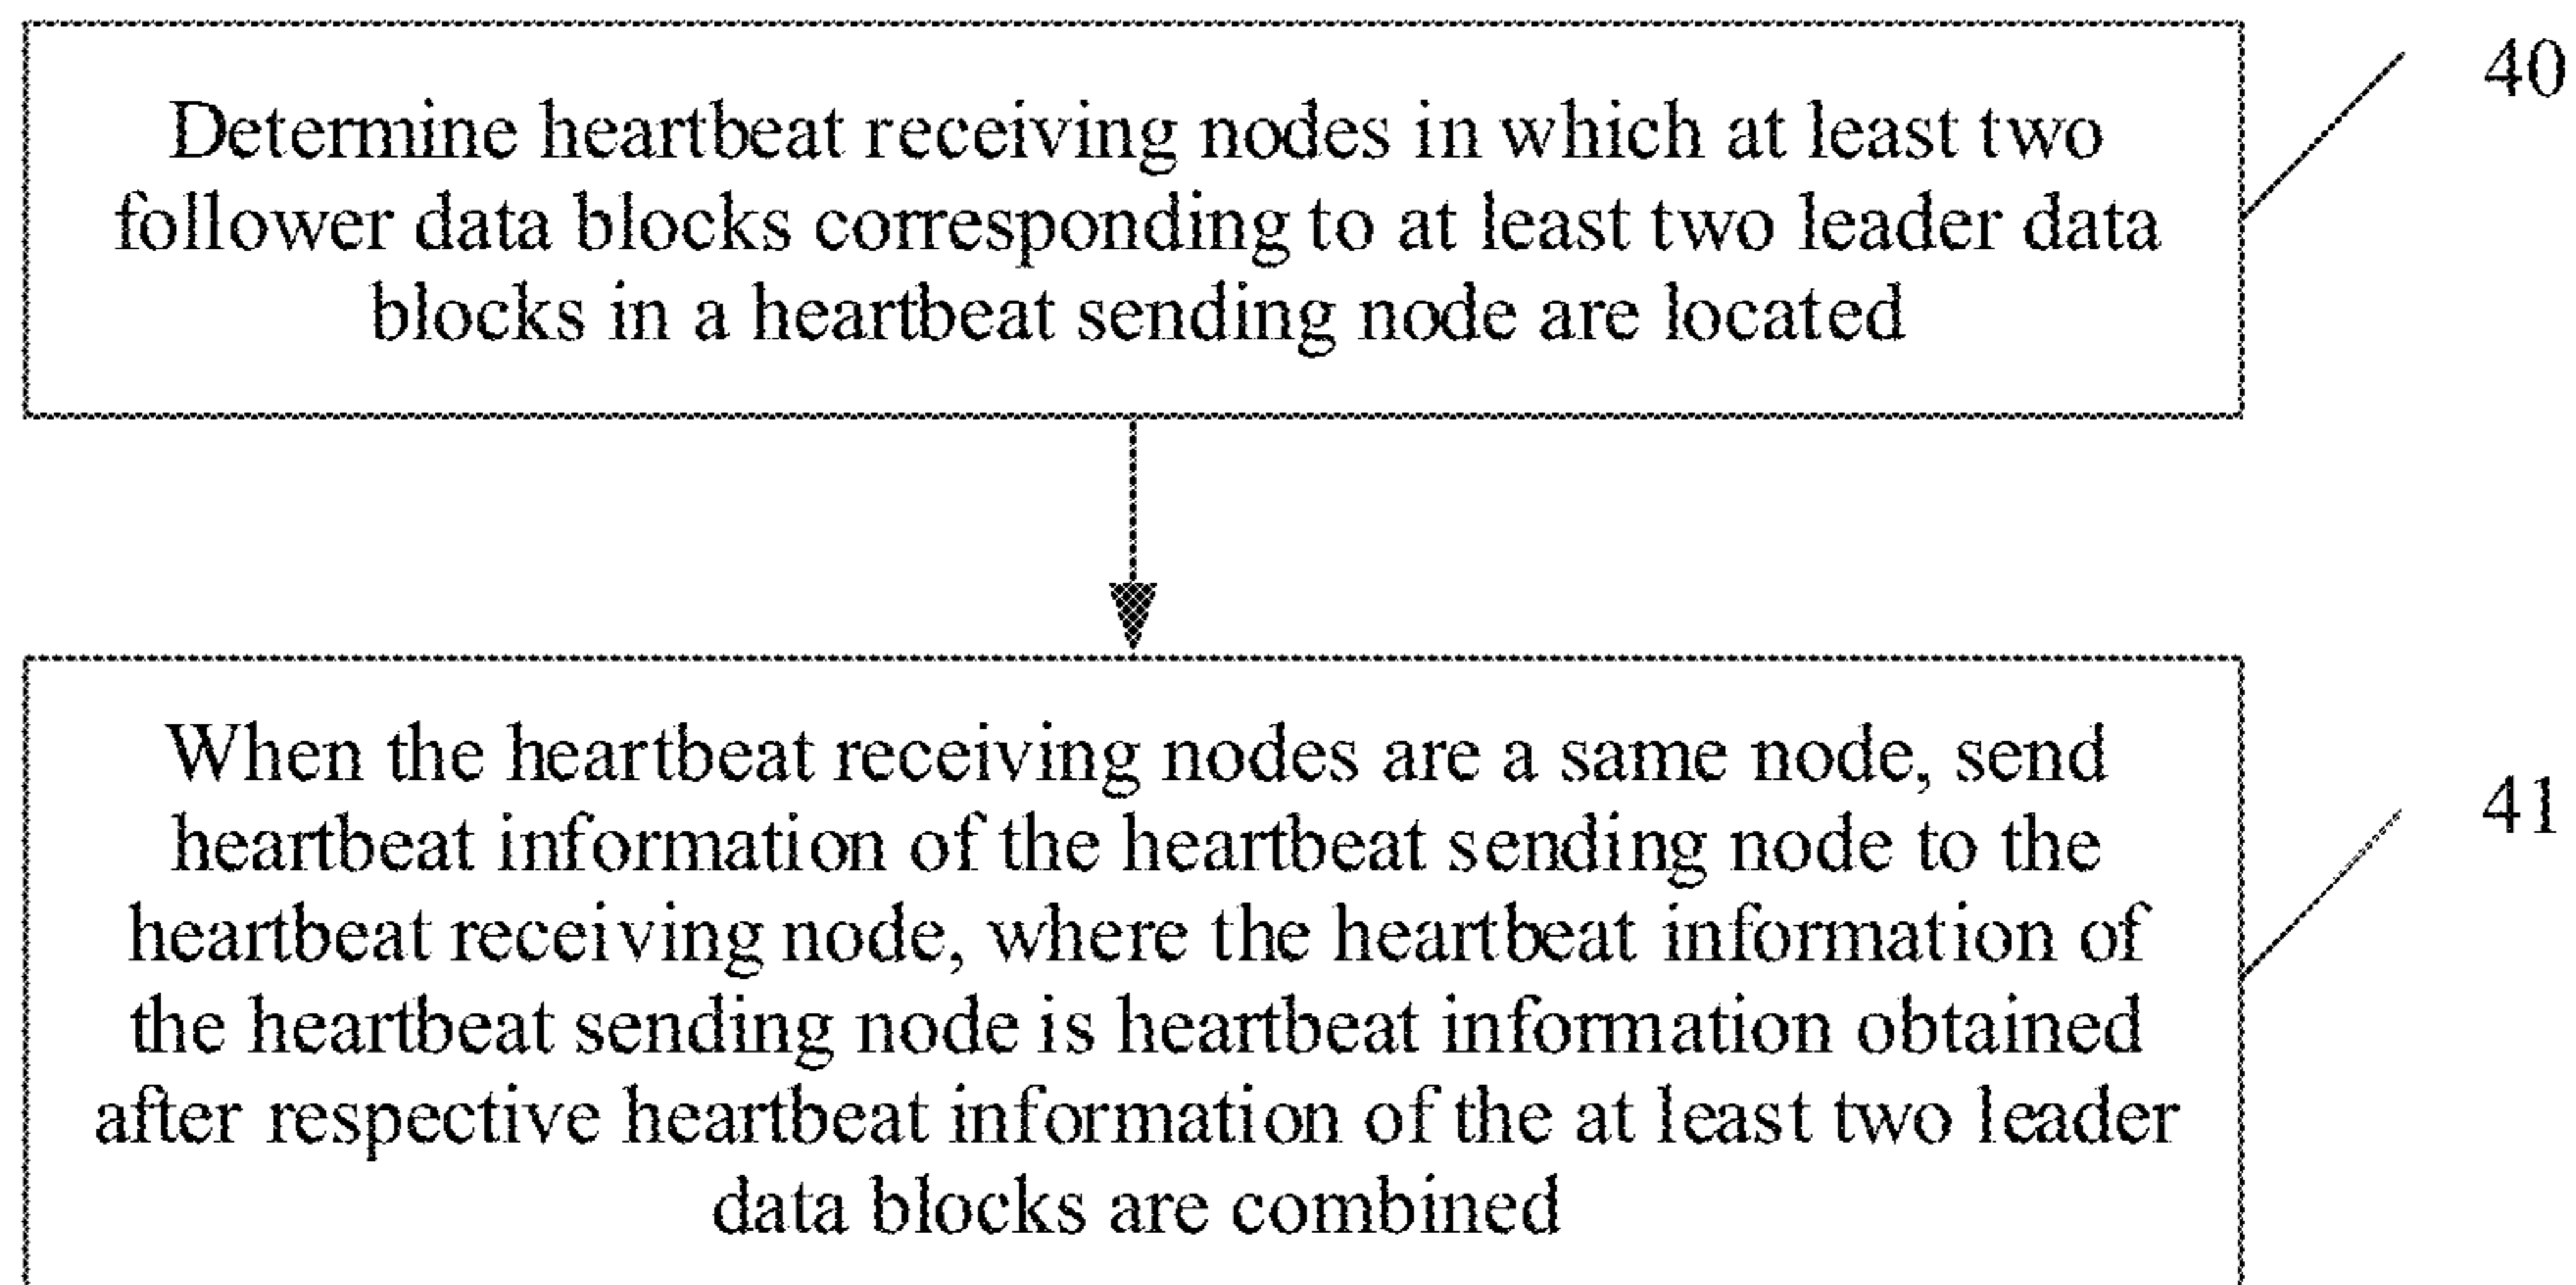 Determine heartbeat receiving nodes in which at least two
follower data blocks corresponding to at least two leader data
blocks in a heartbeat sending node are located
40
When the heartbeat receiving nodes are a same node, send
heartbeat information of the heartbeat sending node to the
heartbeat receiving node, where the heartbeat information of
the heartbeat sending node is heartbeat information obtained
after respective heartbeat information of the at least two leader
data blocks are combined
41